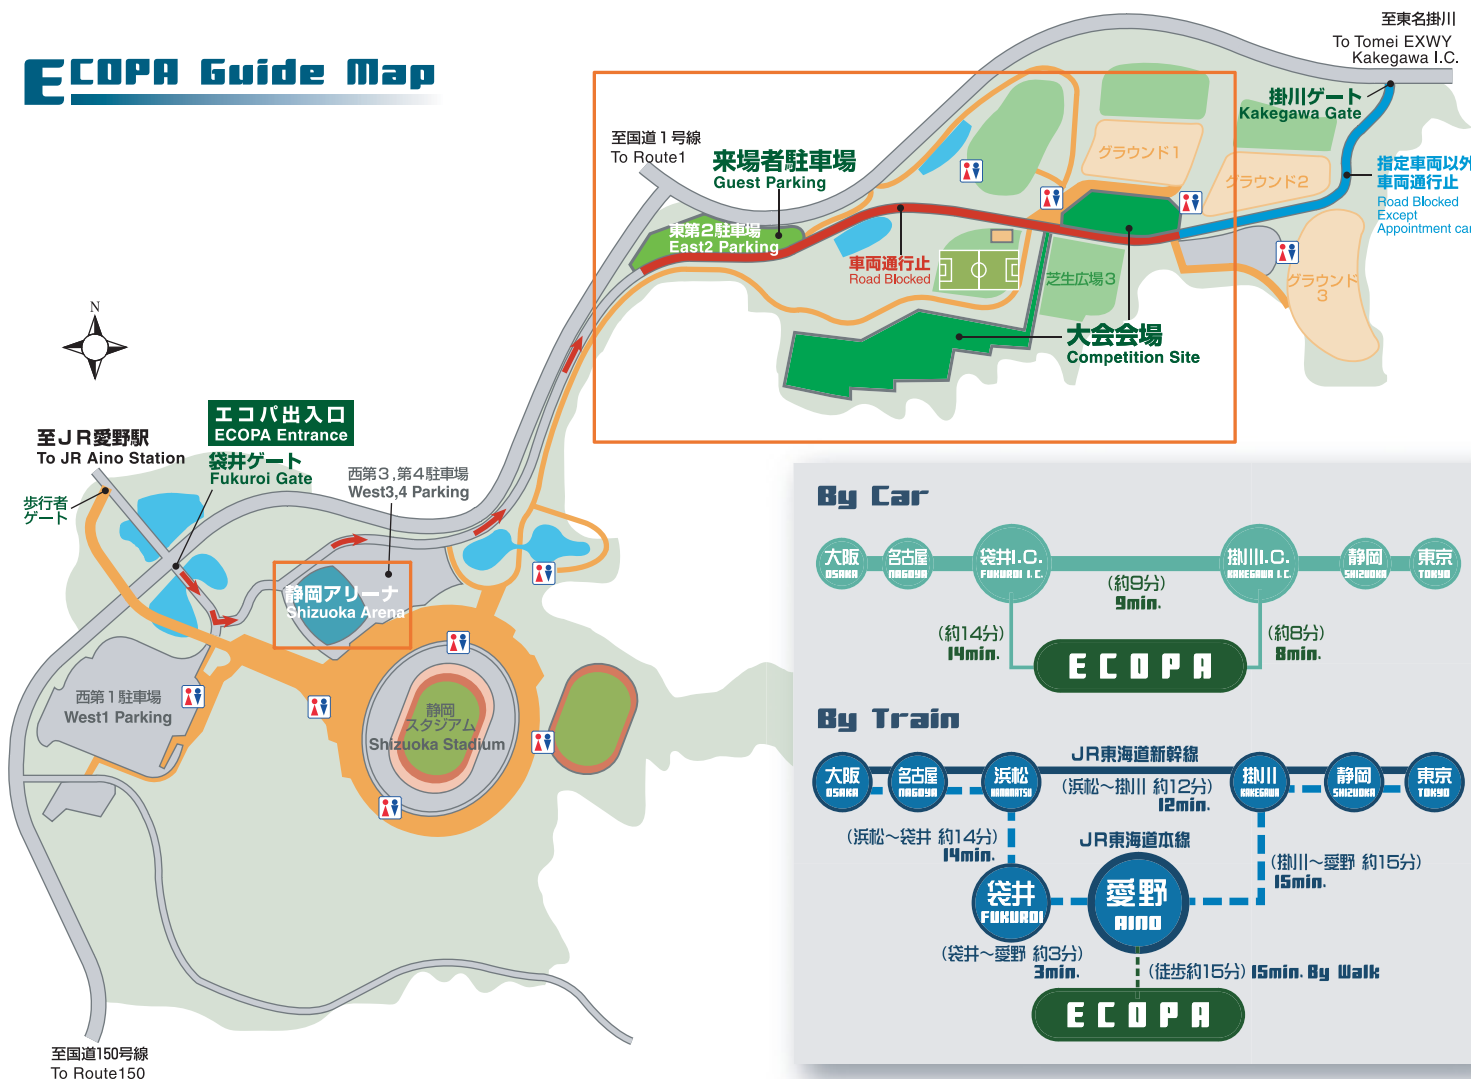 ECOPA Guide Map
至東名掛川
To Tomei EXWY
Kakegawa I.C.
掛川ゲート
Kakegawa Gate
至国道1号線
To Route1
来場者駐車場
Guest Parking
グラウンド1
グラウンド2
指定車両以外
車両通行止
Road Blocked
Except
Appointment car
東第2駐車場
East2 Parking
車両通行止
Road Blocked
芝生広場3
グラウンド
3
大会会場
Competition Site
N
エコパ出入口
ECOPA Entrance
至JR愛野駅
To JR Aino Station
袋井ゲート
Fukuroi Gate
歩行者
ゲート
西第3,第4駐車場
West3,4 Parking
静岡アリーナ
Shizuoka Arena
西第1駐車場
West1 Parking
静岡
スタジアム
Shizuoka Stadium
至国道150号線
To Route150
By Car
大阪
OSAKA
名古屋
NAGOYA
袋井I.C.
FUKUROI I.C.
掛川I.C.
KAKEGAWA I.C.
静岡
SHIZUOKA
東京
TOKYO
(約9分)
9min.
(約14分)
14min.
(約8分)
8min.
ECOPA
By Train
JR東海道新幹線
大阪
OSAKA
名古屋
NAGOYA
浜松
HAMAMATSU
掛川
KAKEGAWA
静岡
SHIZUOKA
東京
TOKYO
(浜松～掛川 約12分)
12min.
(浜松～袋井 約14分)
14min.
JR東海道本線
(掛川～愛野 約15分)
15min.
袋井
FUKUROI
愛野
AINO
(袋井～愛野 約3分)
3min.
(徒歩約15分) 15min. By Walk
ECOPA